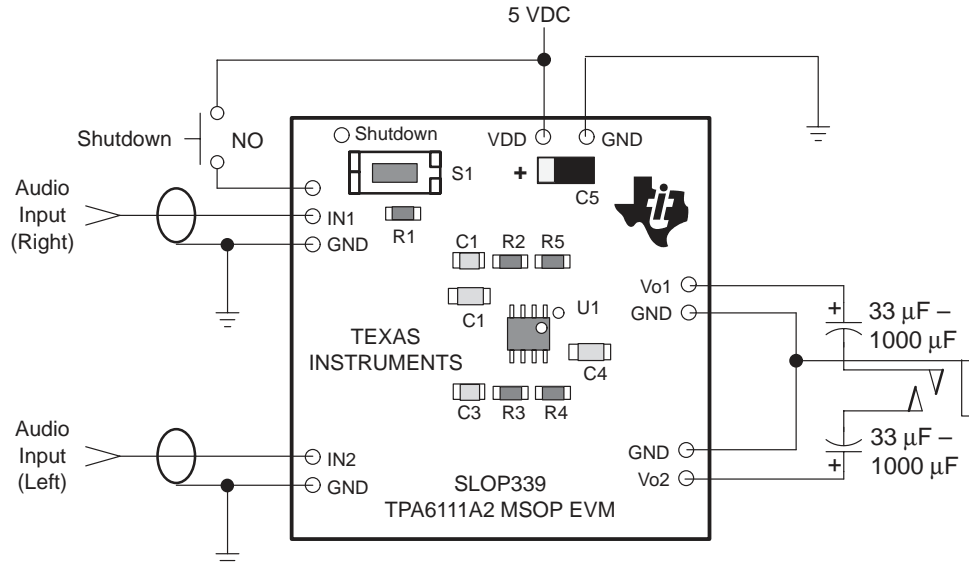 5 VDC
Shutdown
NO
Shutdown
VDD
GND
+
S1
C5
Audio
Input
(Right)
IN1
GND
R1
C1
R2
R5
Vo1
GND
+
33 μF –
1000 μF
C1
U1
TEXAS
INSTRUMENTS
C4
C3
R3
R4
Audio
Input
(Left)
IN2
GND
GND
Vo2
+
33 μF –
1000 μF
SLOP339
TPA6111A2 MSOP EVM